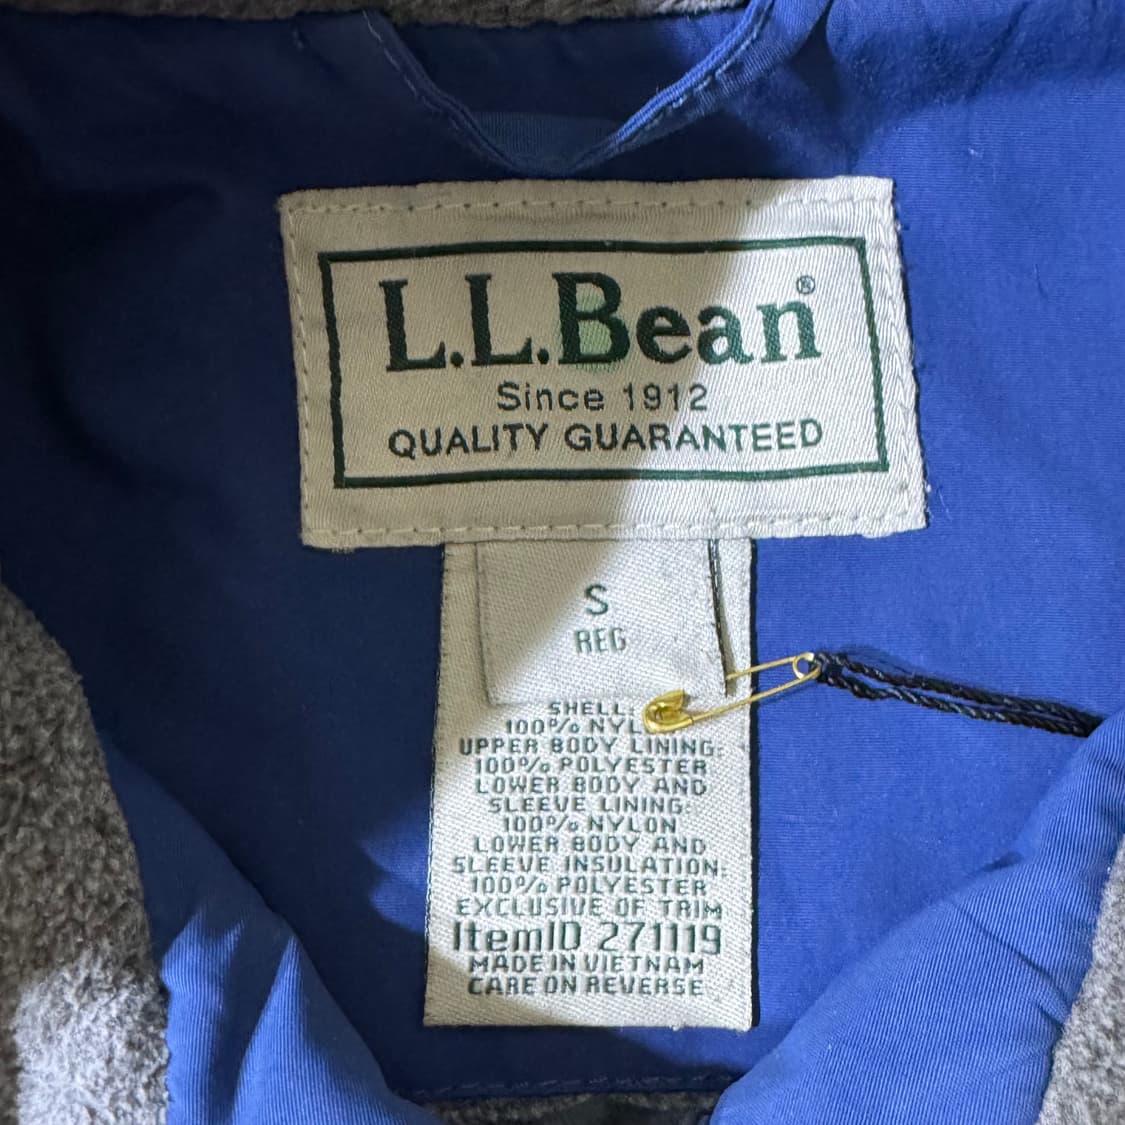 L.L.Bean®
Since 1912
QUALITY GUARANTEED
S
REG
SHELL:
100% NYL
UPPER BODY LINING:
100% POLYESTER
LOWER BODY AND
SLEEVE LINING:
100% NYLON
LOWER BODY AND
SLEEVE INSULATION:
100% POLYESTER
EXCLUSIVE OF TRIM
ItemID 271119
MADE IN VIETNAM
CARE ON REVERSE